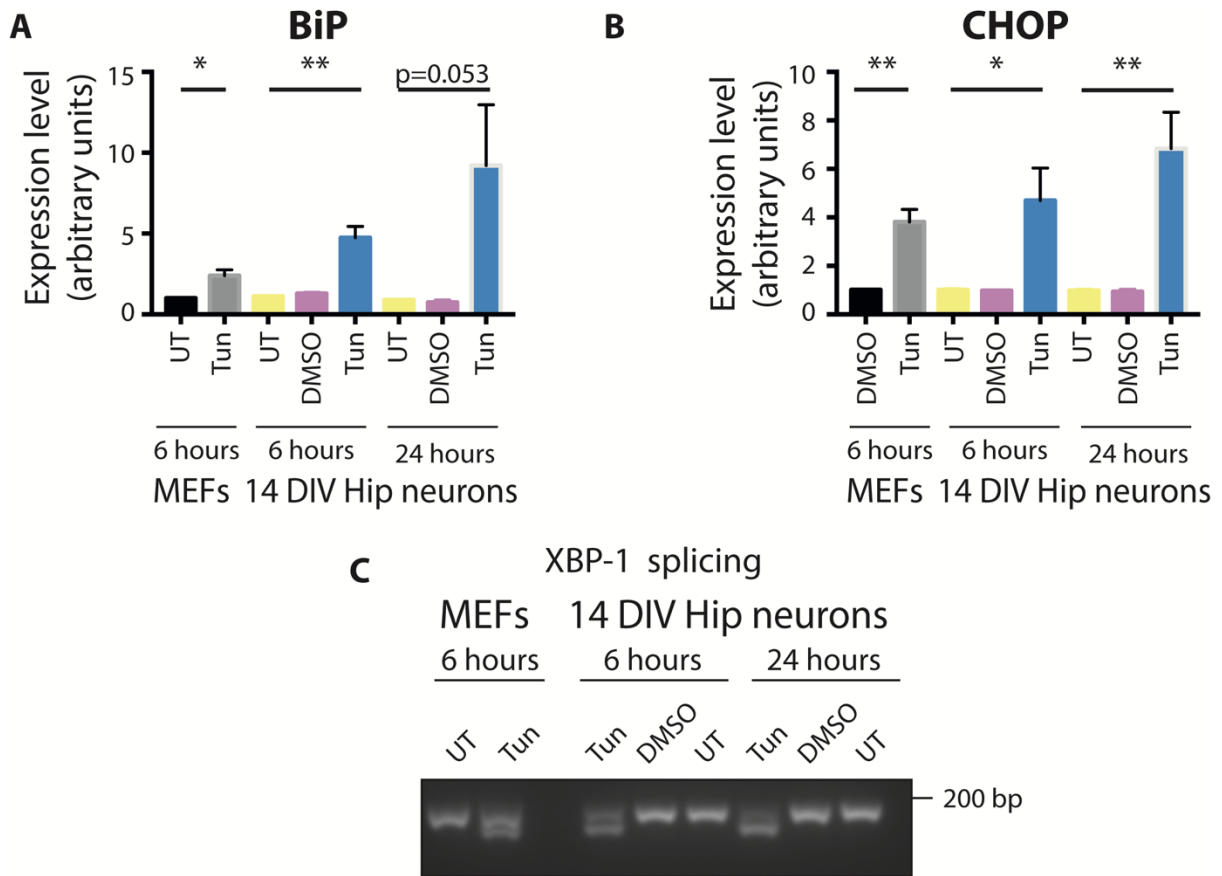 A
BiP
*
**
p=0.053
Expression level
(arbitrary units)
15
10
5
0
UT
Tun
UT
DMSO
Tun
UT
DMSO
Tun
6 hours
6 hours
24 hours
MEFs
14 DIV Hip neurons
B
CHOP
**
*
**
Expression level
(arbitrary units)
10
8
6
4
2
0
DMSO
Tun
UT
DMSO
Tun
UT
DMSO
Tun
6 hours
6 hours
24 hours
MEFs
14 DIV Hip neurons
C
XBP-1 splicing
MEFs
14 DIV Hip neurons
6 hours
6 hours
24 hours
UT
Tun
Tun
DMSO
UT
Tun
DMSO
UT
200 bp